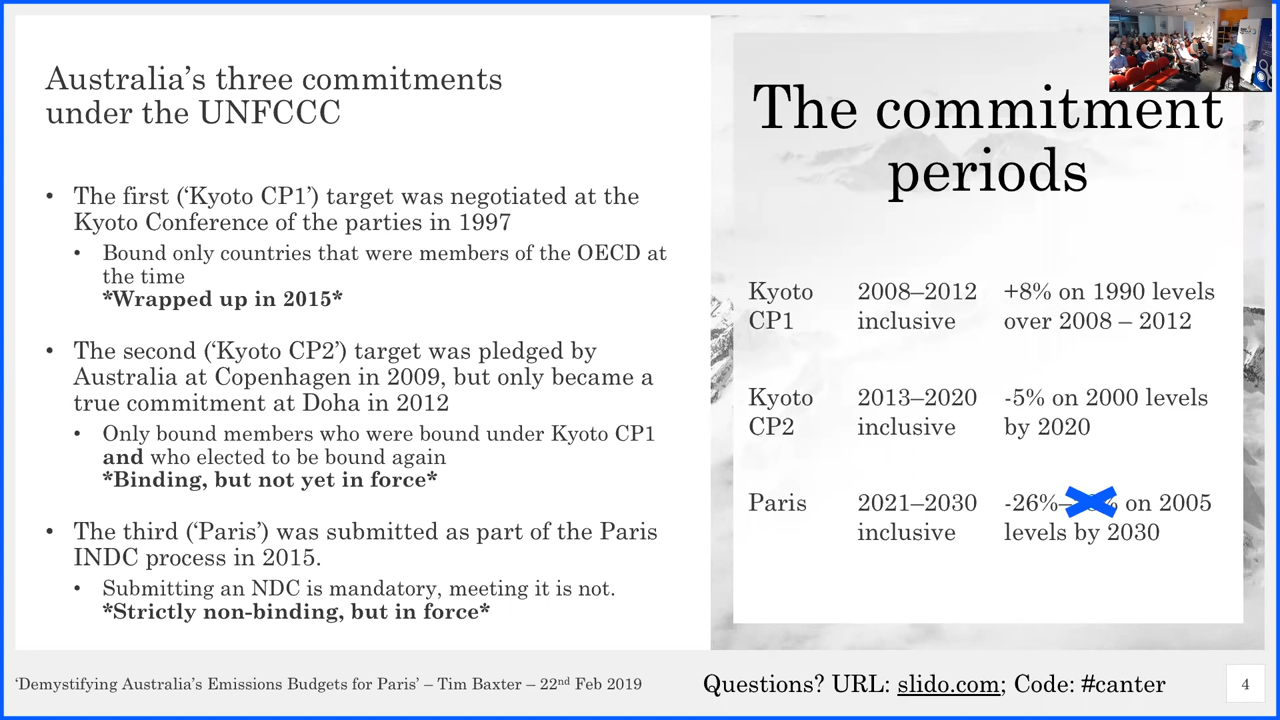 Australia’s three commitments
under the UNFCCC
• The first (‘Kyoto CP1’) target was negotiated at the
Kyoto Conference of the parties in 1997
• Bound only countries that were members of the OECD at
the time
*Wrapped up in 2015*
• The second (‘Kyoto CP2’) target was pledged by
Australia at Copenhagen in 2009, but only became a
true commitment at Doha in 2012
• Only bound members who were bound under Kyoto CP1
and who elected to be bound again
*Binding, but not yet in force*
• The third (‘Paris’) was submitted as part of the Paris
INDC process in 2015.
• Submitting an NDC is mandatory, meeting it is not.
*Strictly non-binding, but in force*
The commitment
periods
Kyoto 2008–2012 +8% on 1990 levels
CP1 inclusive over 2008 – 2012
Kyoto 2013–2020 -5% on 2000 levels
CP2 inclusive by 2020
Paris 2021–2030 -26%– on 2005
inclusive levels by 2030
‘Demystifying Australia’s Emissions Budgets for Paris’ – Tim Baxter – 22nd Feb 2019
Questions? URL: slido.com; Code: #canter
4